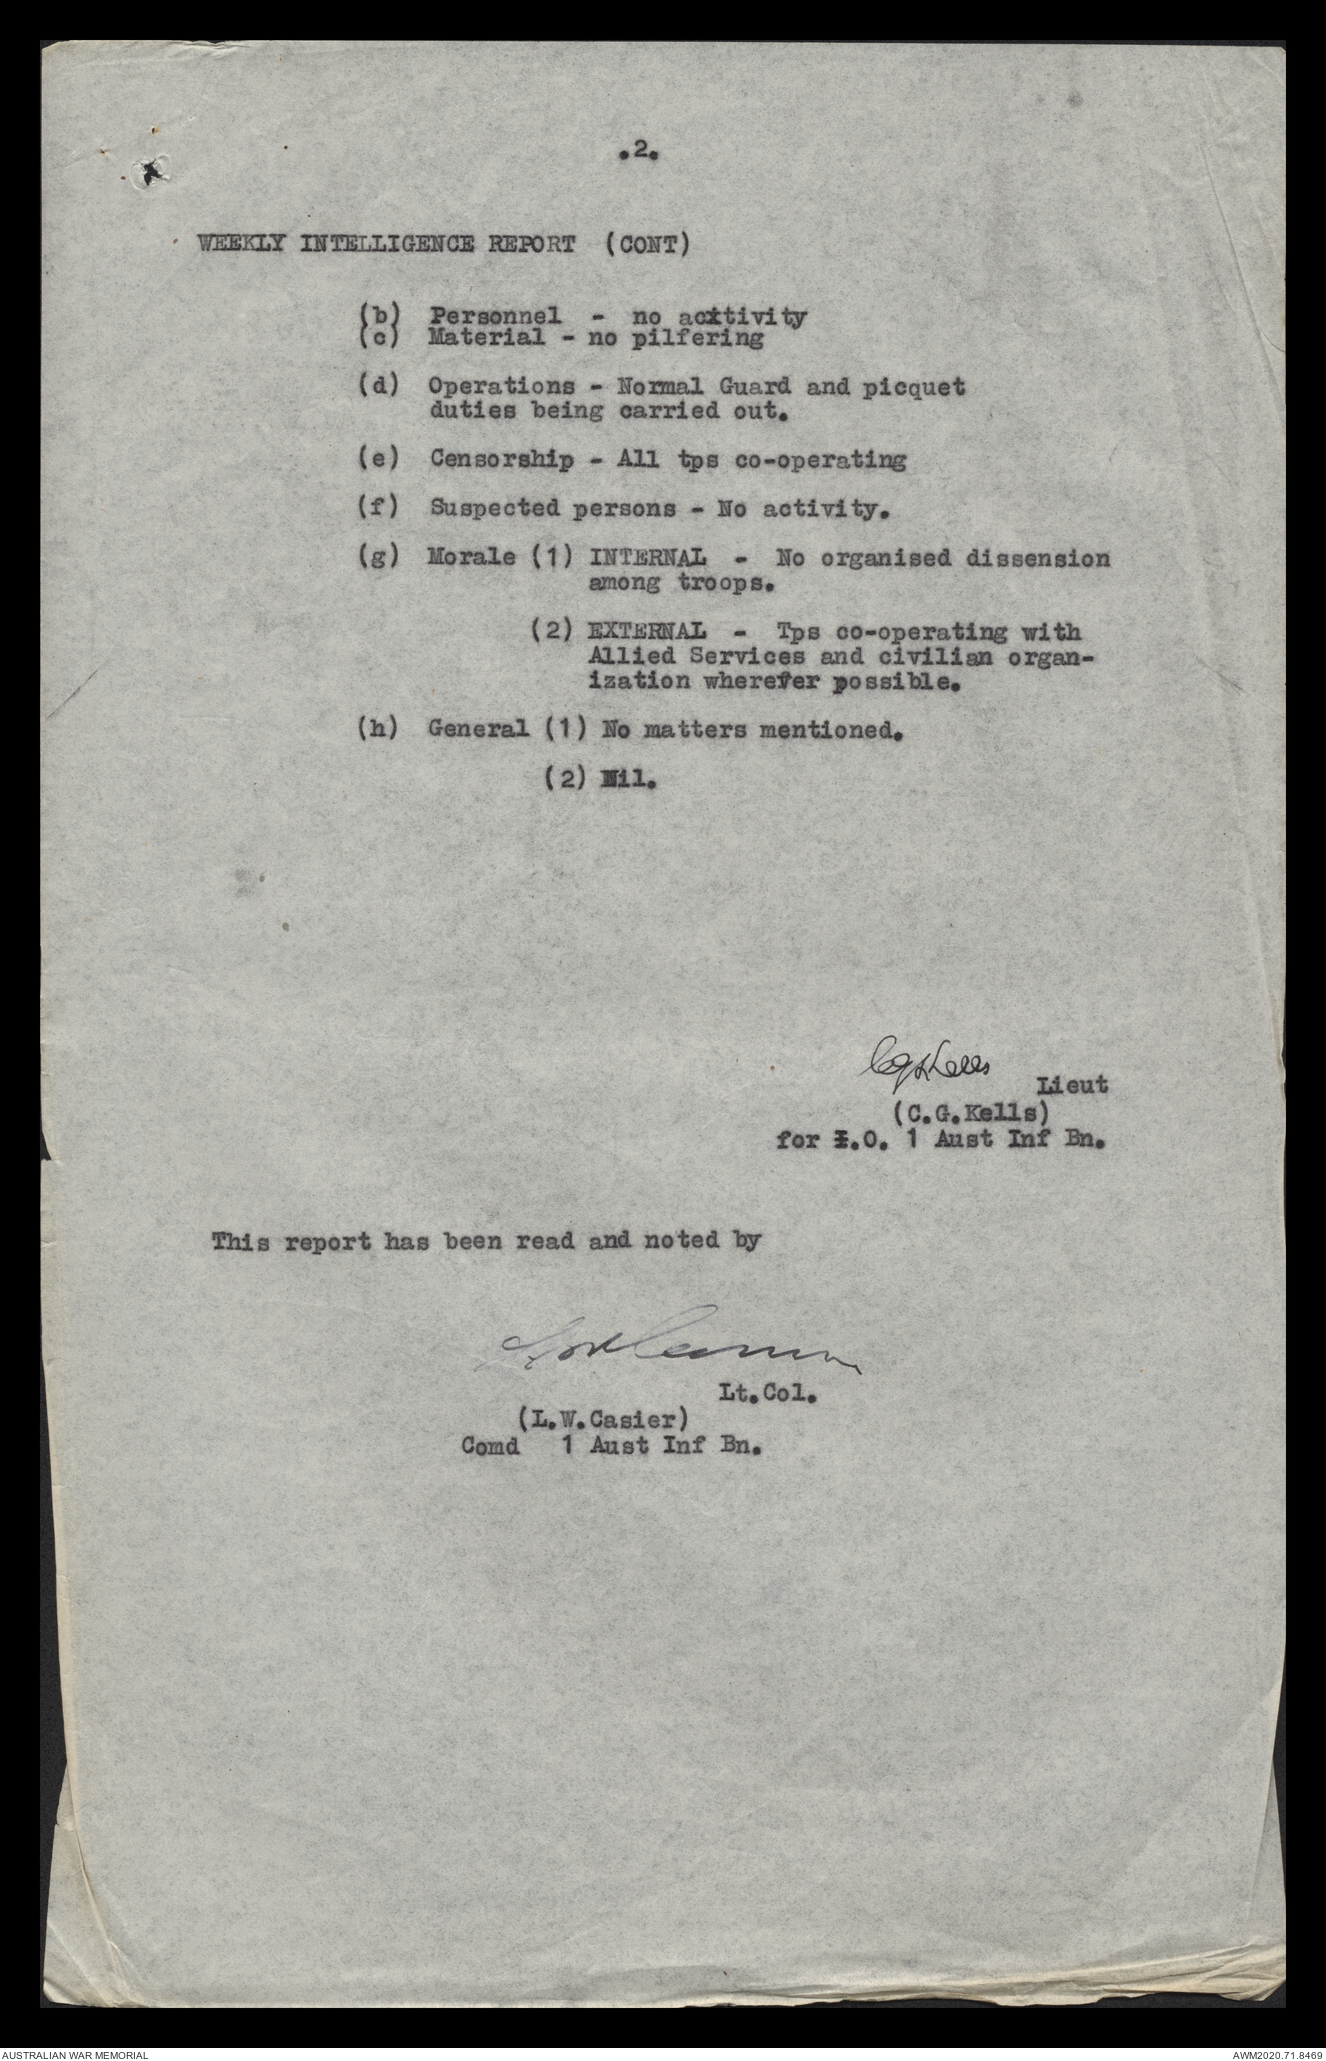 .2.
WEEKLY INTELLIGENCE REPORT (CONT)
(b) Personnel - no acxtivity
(c) Material - no pilfering
(d) Operations - Normal Guard and picquet
duties being carried out.
(e) Censorship - All tps co-operating
(f) Suspected persons - No activity.
(g) Morale (1) INTERNAL - No organised dissension
among troops.
(2) EXTERNAL - Tps co-operating with
Allied Services and civilian organ-
ization wherever possible.
(h) General (1) No matters mentioned.
(2) Nil.
CGKells Lieut
(C.G.Kells)
for I.O. 1 Aust Inf Bn.
This report has been read and noted by
Lt.Col.
(L.W.Casier)
Comd 1 Aust Inf Bn.
AUSTRALIAN WAR MEMORIAL
AWM2020.71.8469